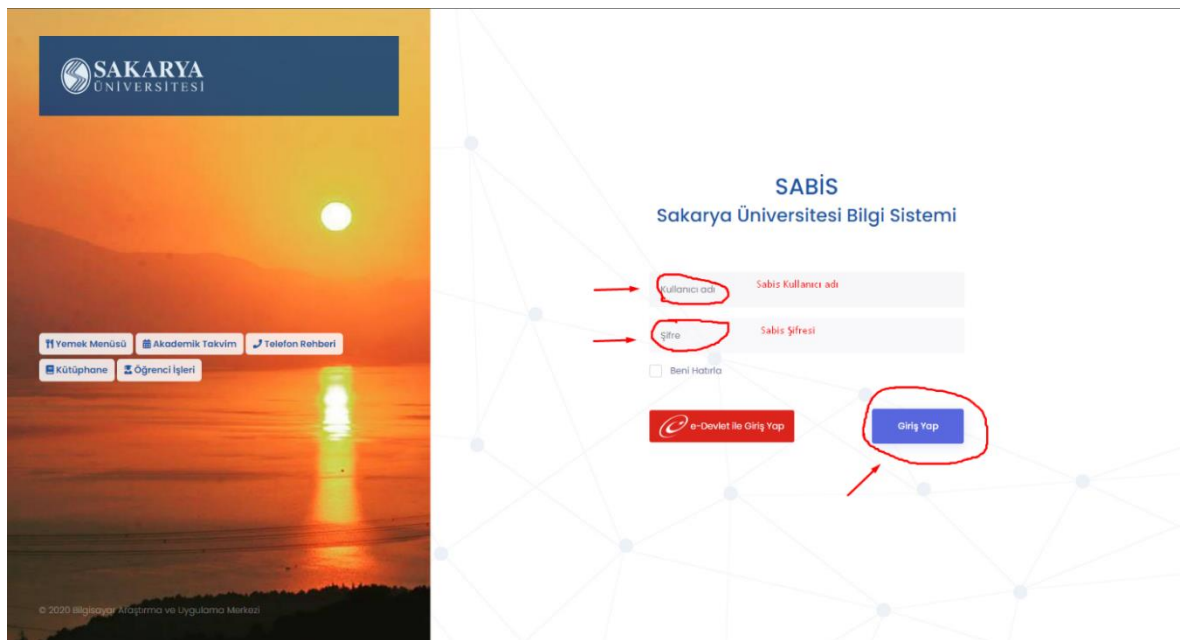 SAKARYA
ÜNİVERSİTESİ
Yemek Menüsü
Akademik Takvim
Telefon Rehberi
Kütüphane
Öğrenci İşleri
© 2020 Bilgisayar Araştırma ve Uygulama Merkezi
SABİS
Sakarya Üniversitesi Bilgi Sistemi
Kullanıcı adı
Sabis Kullanıcı adı
Şifre
Sabis Şifresi
Beni Hatırla
e-Devlet ile Giriş Yap
Giriş Yap